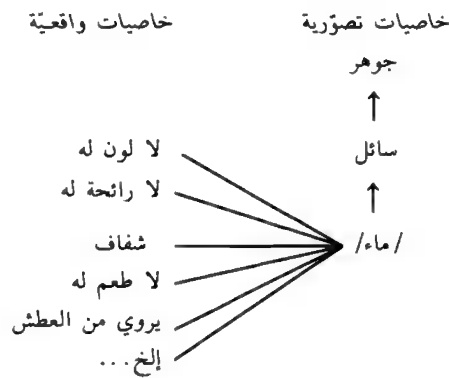 خاصيات تصوّرية خاصيات واقعيّة
جوهر
سائل
لا لون له
لا رائحة له
/ماء/
شفاف
لا طعم له
يروي من العطش
إلخ...